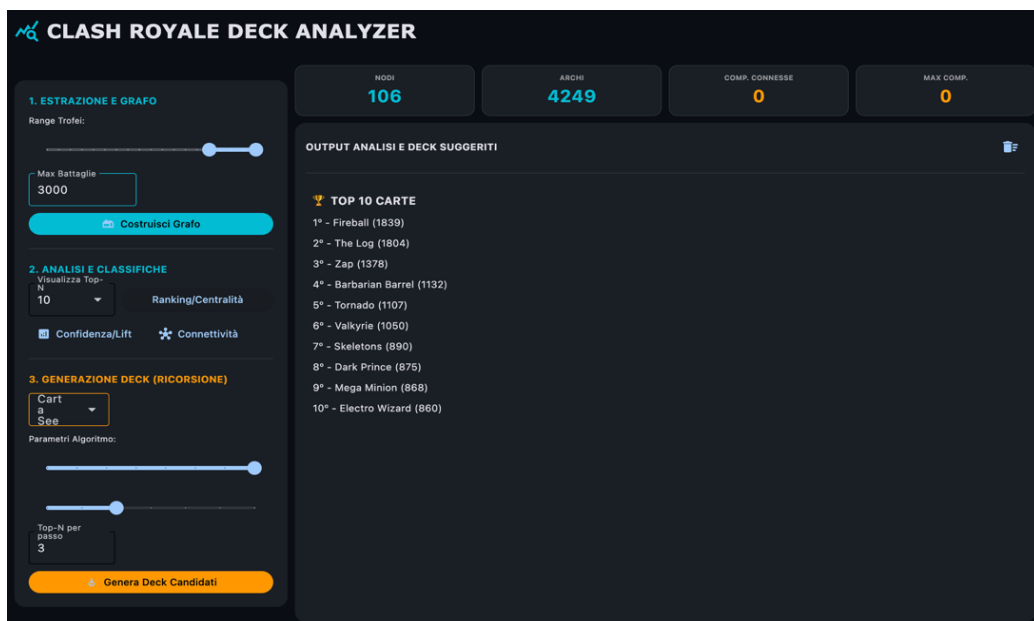 CLASH ROYALE DECK ANALYZER
1. ESTRAZIONE E GRAFO
Range Trofei:
Max Battaglie
3000
Costruisci Grafo
2. ANALISI E CLASSIFICHE
Visualizza Top-
N
10
Ranking/Centralità
Confidenza/Lift
Connettività
3. GENERAZIONE DECK (RICORSIONE)
Cart
a
See
Parametri Algoritmo:
Top-N per
passo
3
Genera Deck Candidati
NODI
106
ARCHI
4249
COMP. CONNESSE
0
MAX COMP.
0
OUTPUT ANALISI E DECK SUGGERITI
TOP 10 CARTE
1° - Fireball (1839)
2° - The Log (1804)
3° - Zap (1378)
4° - Barbarian Barrel (1132)
5° - Tornado (1107)
6° - Valkyrie (1050)
7° - Skeletons (890)
8° - Dark Prince (875)
9° - Mega Minion (868)
10° - Electro Wizard (860)